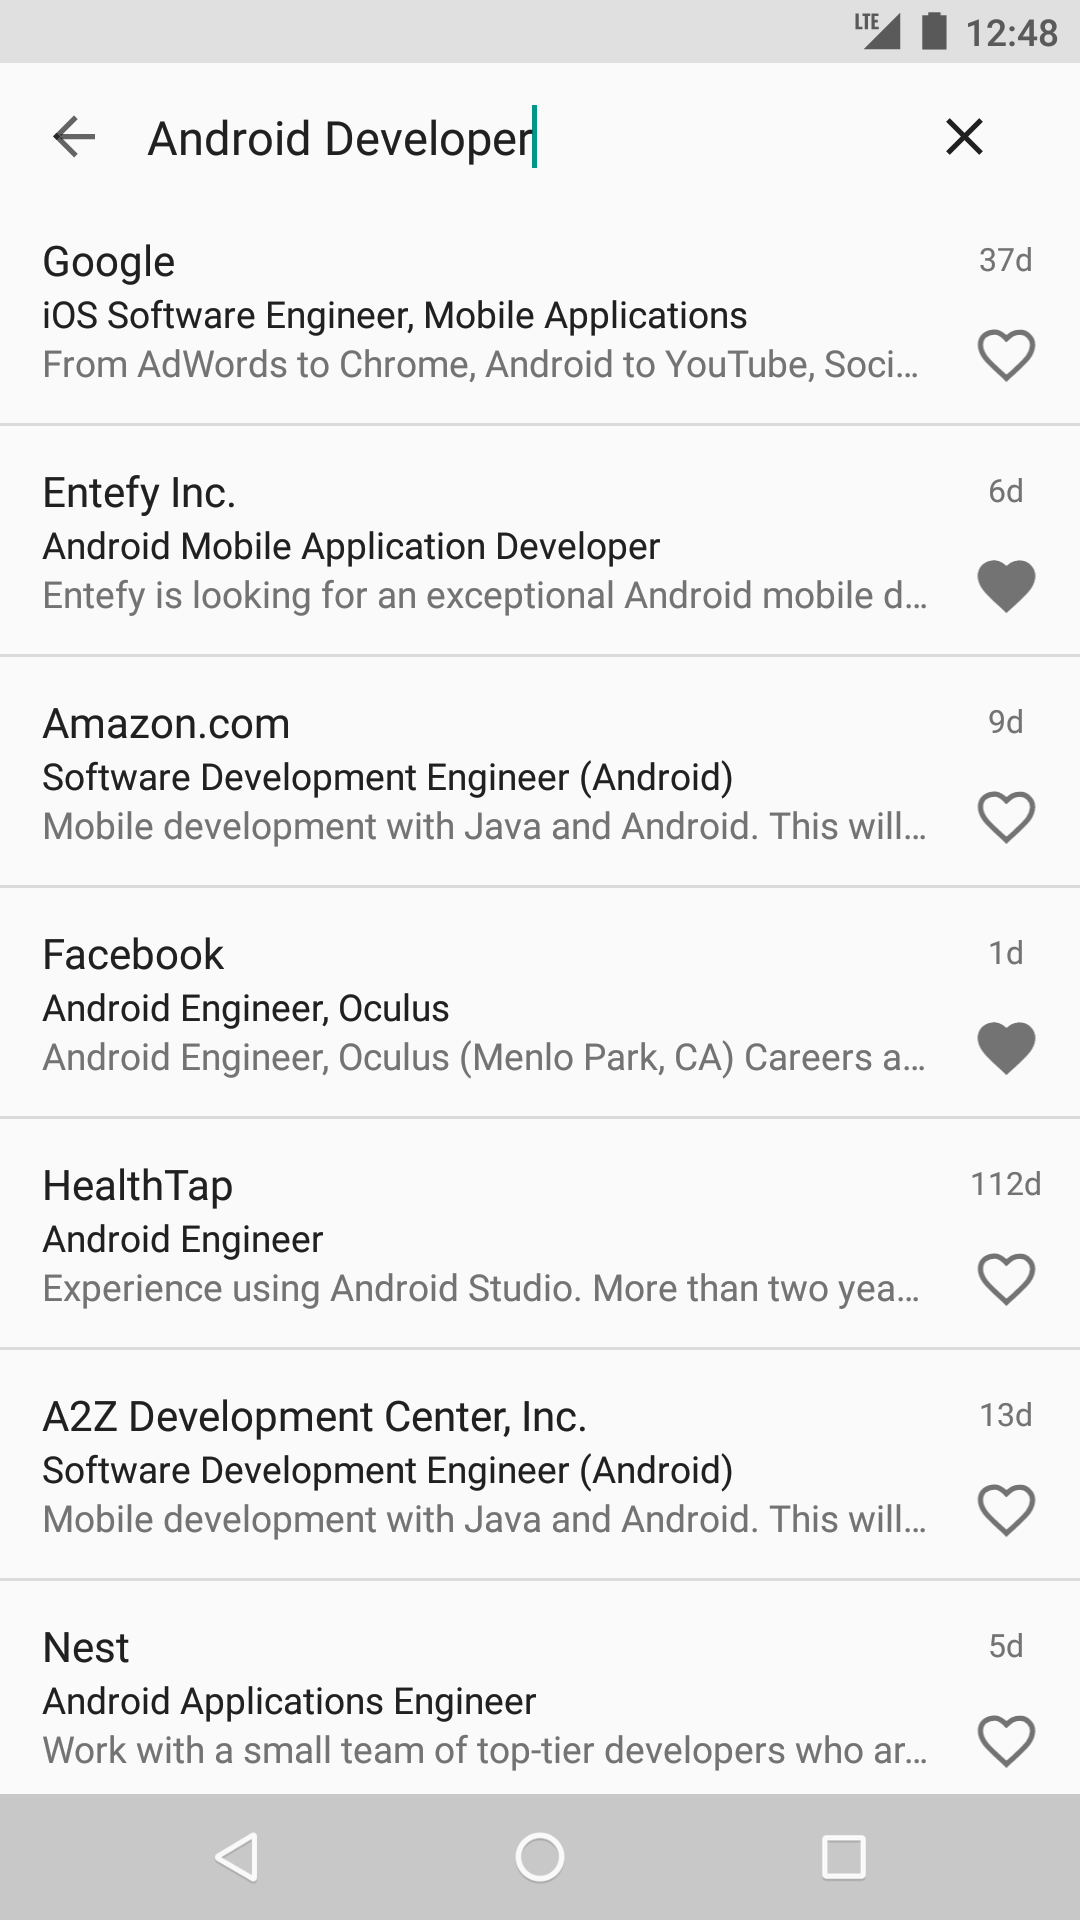 LTE 12:48
Android Developer
Google 37d
iOS Software Engineer, Mobile Applications
From AdWords to Chrome, Android to YouTube, Soci...
Entefy Inc. 6d
Android Mobile Application Developer
Entefy is looking for an exceptional Android mobile d...
Amazon.com 9d
Software Development Engineer (Android)
Mobile development with Java and Android. This will...
Facebook 1d
Android Engineer, Oculus
Android Engineer, Oculus (Menlo Park, CA) Careers a...
HealthTap 112d
Android Engineer
Experience using Android Studio. More than two yea...
A2Z Development Center, Inc. 13d
Software Development Engineer (Android)
Mobile development with Java and Android. This will...
Nest 5d
Android Applications Engineer
Work with a small team of top-tier developers who ar...